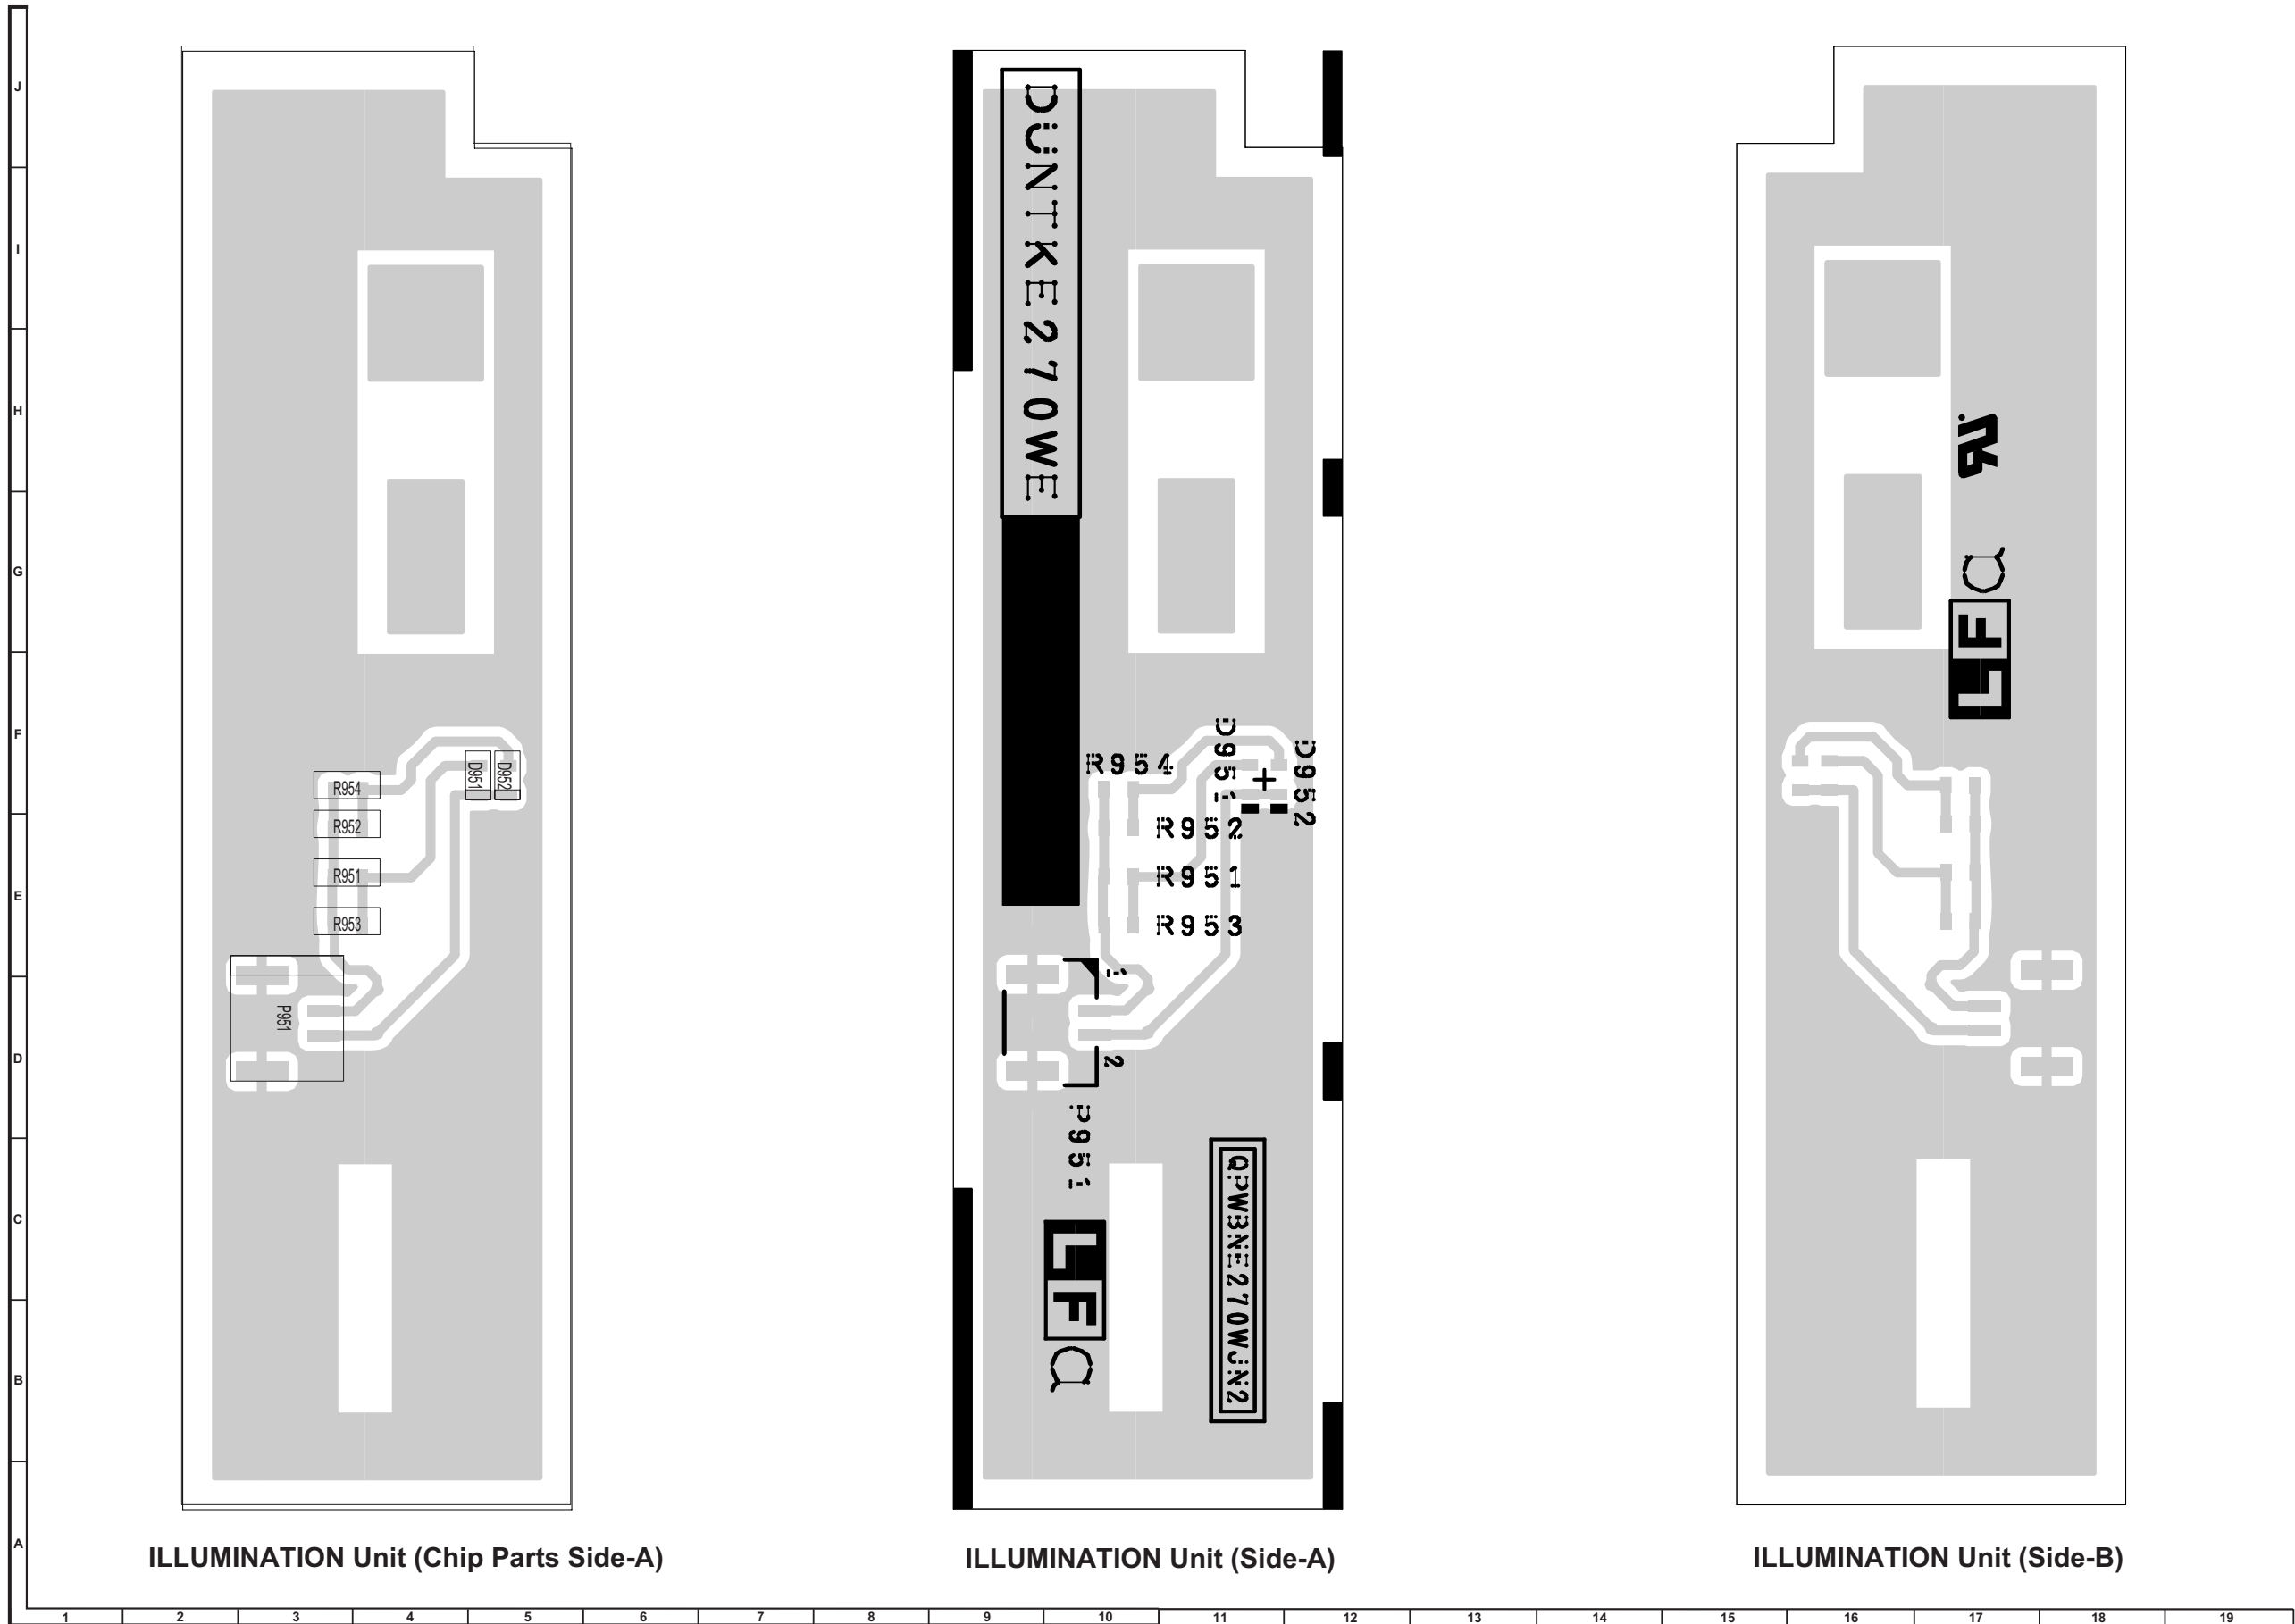 J
I
H
G
F
E
D
C
B
A
R954
R952
R951
R953
D951
D952
P951
DUNTKE270WE
R954
D951
D952
R952
R951
R953
1
2
P951
LF
a
QPWBNE270WJN2
a
LF
ILLUMINATION Unit (Chip Parts Side-A)
ILLUMINATION Unit (Side-A)
ILLUMINATION Unit (Side-B)
1 2 3 4 5 6 7 8 9 10 11 12 13 14 15 16 17 18 19